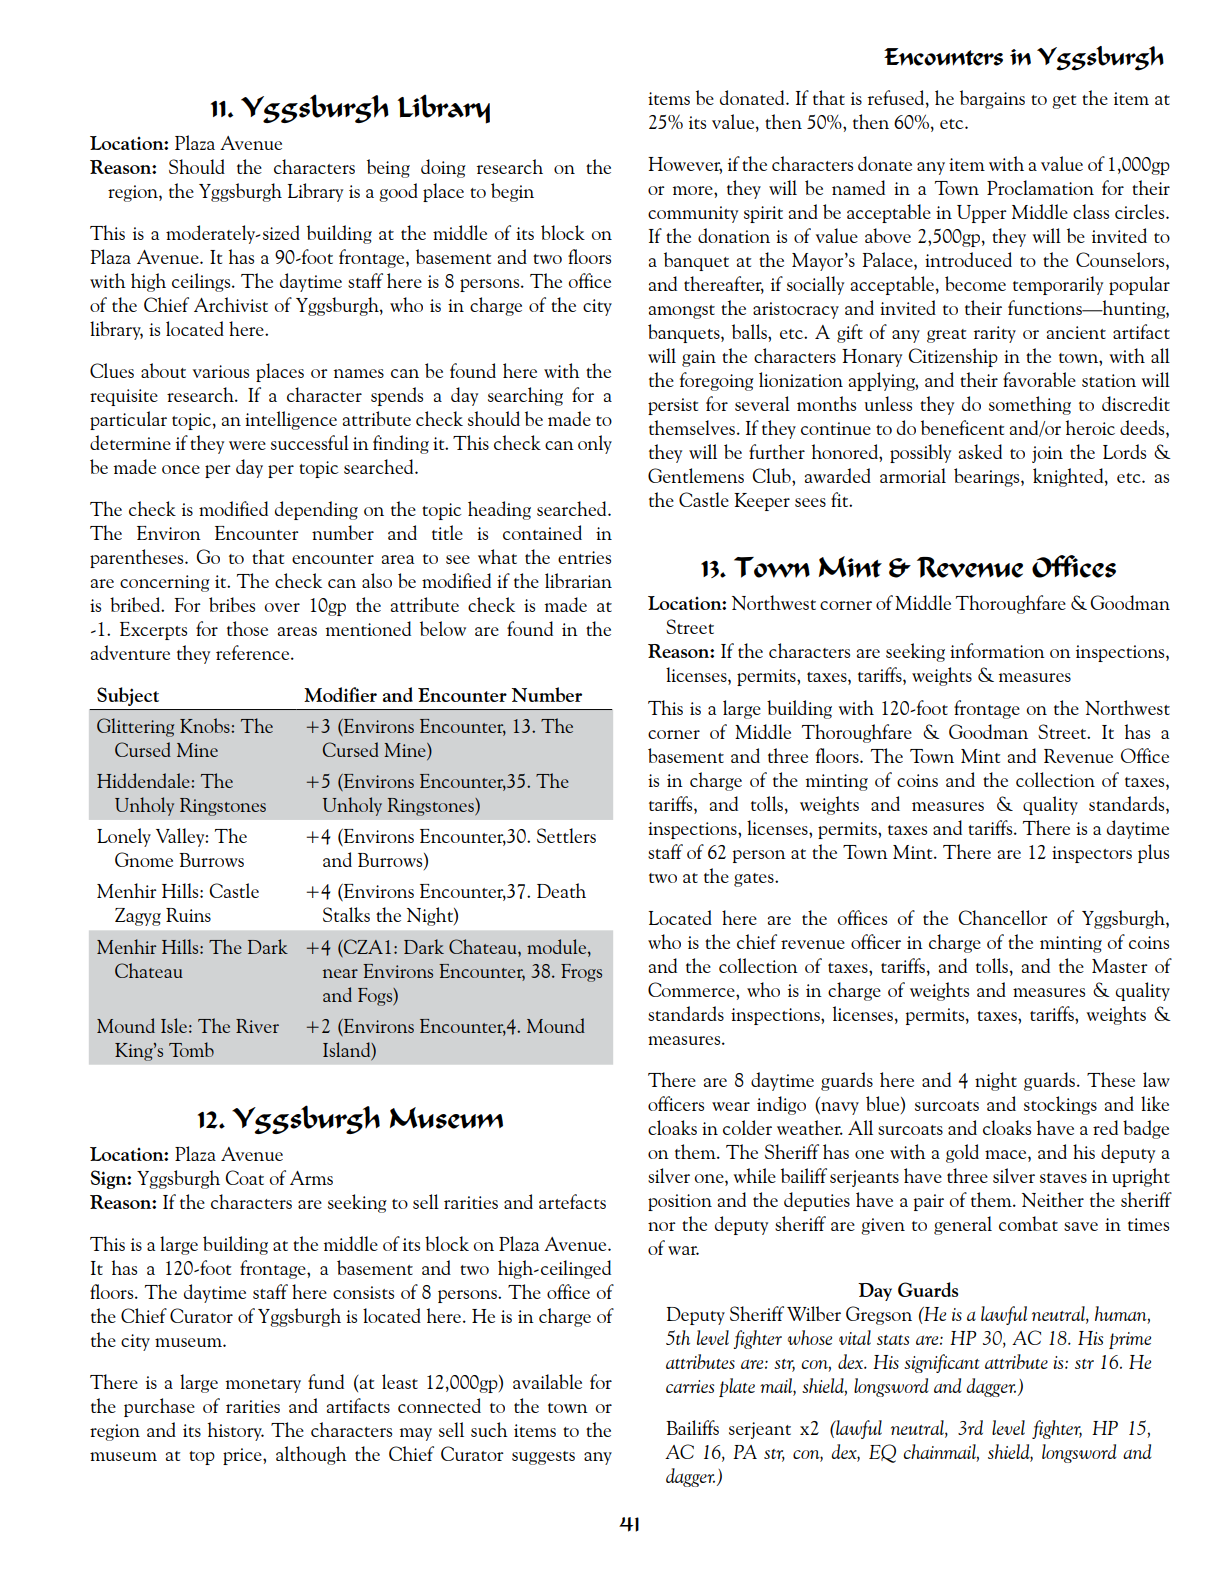 Encounters in Yggsburgh
11. Yggsburgh Library
Location: Plaza Avenue
Reason: Should the characters being doing research on the
region, the Yggsburgh Library is a good place to begin
This is a moderately-sized building at the middle of its block on
Plaza Avenue. It has a 90-foot frontage, basement and two floors
with high ceilings. The daytime staff here is 8 persons. The office
of the Chief Archivist of Yggsburgh, who is in charge of the city
library, is located here.
Clues about various places or names can be found here with the
requisite research. If a character spends a day searching for a
particular topic, an intelligence attribute check should be made to
determine if they were successful in finding it. This check can only
be made once per day per topic searched.
The check is modified depending on the topic heading searched.
The Environ Encounter number and title is contained in
parentheses. Go to that encounter area to see what the entries
are concerning it. The check can also be modified if the librarian
is bribed. For bribes over 10gp the attribute check is made at
-1. Excerpts for those areas mentioned below are found in the
adventure they reference.
Subject Modifier and Encounter Number
Glittering Knobs: The +3 (Environs Encounter, 13. The
Cursed Mine Cursed Mine)
Hiddendale: The +5 (Environs Encounter,35. The
Unholy Ringstones Unholy Ringstones)
Lonely Valley: The +4 (Environs Encounter,30. Settlers
Gnome Burrows and Burrows)
Menhir Hills: Castle +4 (Environs Encounter,37. Death
Zagyg Ruins Stalks the Night)
Menhir Hills: The Dark +4 (CZA1: Dark Chateau, module,
Chateau near Environs Encounter, 38. Frogs
and Fogs)
Mound Isle: The River +2 (Environs Encounter,4. Mound
King's Tomb Island)
12. Yggsburgh Museum
Location: Plaza Avenue
Sign: Yggsburgh Coat of Arms
Reason: If the characters are seeking to sell rarities and artefacts
This is a large building at the middle of its block on Plaza Avenue.
It has a 120-foot frontage, a basement and two high-ceilinged
floors. The daytime staff here consists of 8 persons. The office of
the Chief Curator of Yggsburgh is located here. He is in charge of
the city museum.
There is a large monetary fund (at least 12,000gp) available for
the purchase of rarities and artifacts connected to the town or
region and its history. The characters may sell such items to the
museum at top price, although the Chief Curator suggests any
items be donated. If that is refused, he bargains to get the item at
25% its value, then 50%, then 60%, etc.
However, if the characters donate any item with a value of 1,000gp
or more, they will be named in a Town Proclamation for their
community spirit and be acceptable in Upper Middle class circles.
If the donation is of value above 2,500gp, they will be invited to
a banquet at the Mayor's Palace, introduced to the Counselors,
and thereafter, if socially acceptable, become temporarily popular
amongst the aristocracy and invited to their functions—hunting,
banquets, balls, etc. A gift of any great rarity or ancient artifact
will gain the characters Honary Citizenship in the town, with all
the foregoing lionization applying, and their favorable station will
persist for several months unless they do something to discredit
themselves. If they continue to do beneficent and/or heroic deeds,
they will be further honored, possibly asked to join the Lords &
Gentlemens Club, awarded armorial bearings, knighted, etc. as
the Castle Keeper sees fit.
13. Town Mint & Revenue Offices
Location: Northwest corner of Middle Thoroughfare & Goodman
Street
Reason: If the characters are seeking information on inspections,
licenses, permits, taxes, tariffs, weights & measures
This is a large building with 120-foot frontage on the Northwest
corner of Middle Thoroughfare & Goodman Street. It has a
basement and three floors. The Town Mint and Revenue Office
is in charge of the minting of coins and the collection of taxes,
tariffs, and tolls, weights and measures & quality standards,
inspections, licenses, permits, taxes and tariffs. There is a daytime
staff of 62 person at the Town Mint. There are 12 inspectors plus
two at the gates.
Located here are the offices of the Chancellor of Yggsburgh,
who is the chief revenue officer in charge of the minting of coins
and the collection of taxes, tariffs, and tolls, and the Master of
Commerce, who is in charge of weights and measures & quality
standards inspections, licenses, permits, taxes, tariffs, weights &
measures.
There are 8 daytime guards here and 4 night guards. These law
officers wear indigo (navy blue) surcoats and stockings and like
cloaks in colder weather. All surcoats and cloaks have a red badge
on them. The Sheriff has one with a gold mace, and his deputy a
silver one, while bailiff serjeants have three silver staves in upright
position and the deputies have a pair of them. Neither the sheriff
nor the deputy sheriff are given to general combat save in times
of war.
Day Guards
Deputy Sheriff Wilber Gregson (He is a lawful neutral, human,
5th level fighter whose vital stats are: HP 30, AC 18. His prime
attributes are: str, con, dex. His significant attribute is: str 16. He
carries plate mail, shield, longsword and dagger.)
Bailiffs serjeant x2 (lawful neutral, 3rd level fighter, HP 15,
AC 16, PA str, con, dex, EQ chainmail, shield, longsword and
dagger.)
41